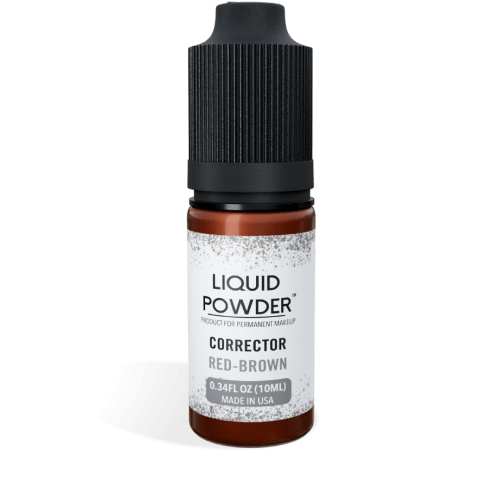 LIQUID
POWDER™
PRODUCT FOR PERMANENT MAKEUP
CORRECTOR
RED-BROWN
0.34FL OZ (10ML)
MADE IN USA